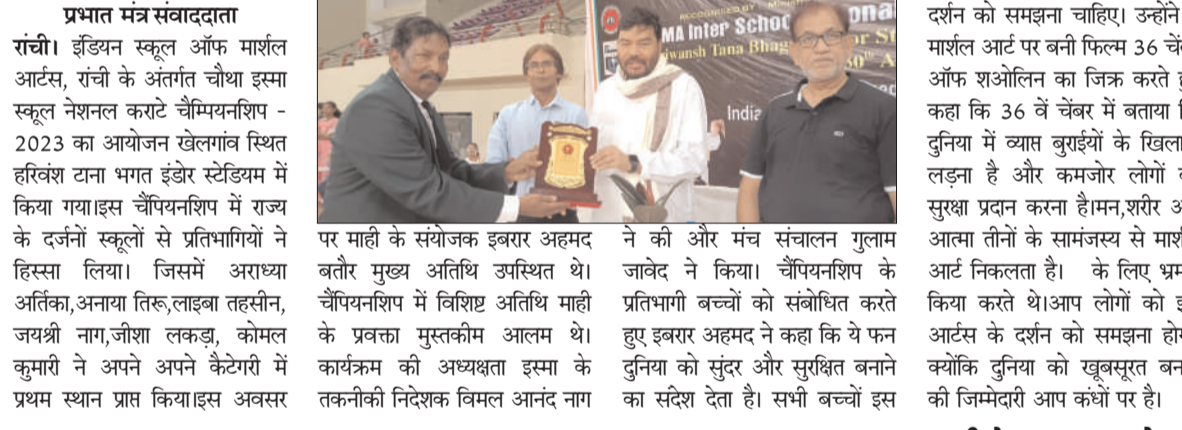 प्रभात मंत्र संवाददाता
रांची। इंडियन स्कूल ऑफ मार्शल
आर्टस, रांची के अंतर्गत चौथा इस्मा
स्कूल नेशनल कराटे चैम्पियनशिप -
2023 का आयोजन खेलगांव स्थित
हरिवंश टाना भगत इंडोर स्टेडियम में
किया गया।इस चैंपियनशिप में राज्य
के दर्जनों स्कूलों से प्रतिभागियों ने
हिस्सा लिया। जिसमें अराध्या
अर्तिका,अनाया तिरू,लाइबा तहसीन,
जयश्री नाग,जीशा लकड़ा, कोमल
कुमारी ने अपने अपने कैटेगरी में
प्रथम स्थान प्राप्त किया।इस अवसर
RECOGNISED BY
MA Inter School
iwansh Tana Bhag
India
पर माही के संयोजक इबरार अहमद
बतौर मुख्य अतिथि उपस्थित थे।
चैंपियनशिप में विशिष्ट अतिथि माही
के प्रवक्ता मुस्तकीम आलम थे।
कार्यक्रम की अध्यक्षता इस्मा के
तकनीकी निदेशक विमल आनंद नाग
ने की और मंच संचालन गुलाम
जावेद ने किया। चैंपियनशिप के
प्रतिभागी बच्चों को संबोधित करते
हुए इबरार अहमद ने कहा कि ये फन
दुनिया को सुंदर और सुरक्षित बनाने
का संदेश देता है। सभी बच्चों इस
दर्शन को समझना चाहिए। उन्होंने
मार्शल आर्ट पर बनी फिल्म 36 चें
ऑफ शओलिन का जिक्र करते
कहा कि 36 वें चेंबर में बताया
दुनिया में व्याप्त बुराईयों के खिला
लड़ना है और कमजोर लोगों
सुरक्षा प्रदान करना है।मन,शरीर
आत्मा तीनों के सामंजस्य से मार्श
आर्ट निकलता है। के लिए भ्रम
किया करते थे।आप लोगों को
आर्टस के दर्शन को समझना होग
क्योंकि दुनिया को खूबसूरत बन
की जिम्मेदारी आप कंधों पर है।